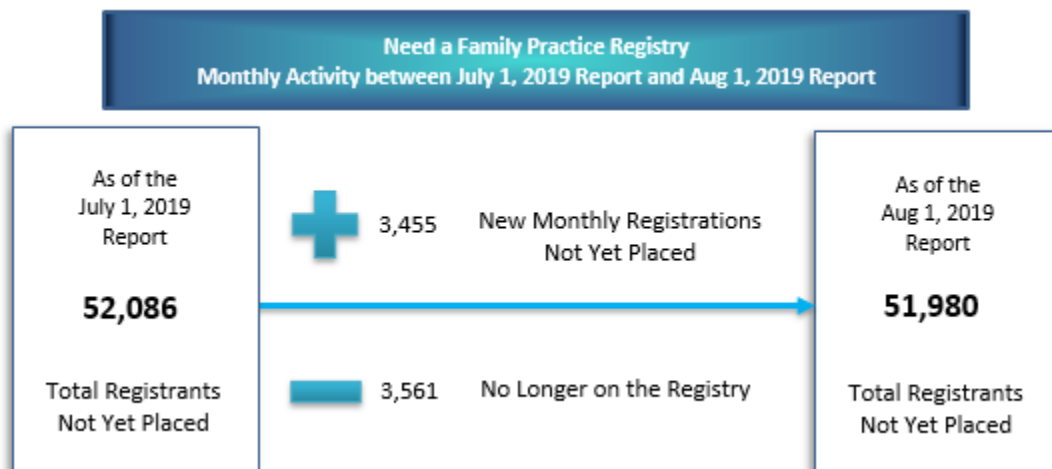 Need a Family Practice Registry
Monthly Activity between July 1, 2019 Report and Aug 1, 2019 Report
As of the
July 1, 2019
Report
52,086
Total Registrants
Not Yet Placed
3,455
New Monthly Registrations
Not Yet Placed
3,561
No Longer on the Registry
As of the
Aug 1, 2019
Report
51,980
Total Registrants
Not Yet Placed